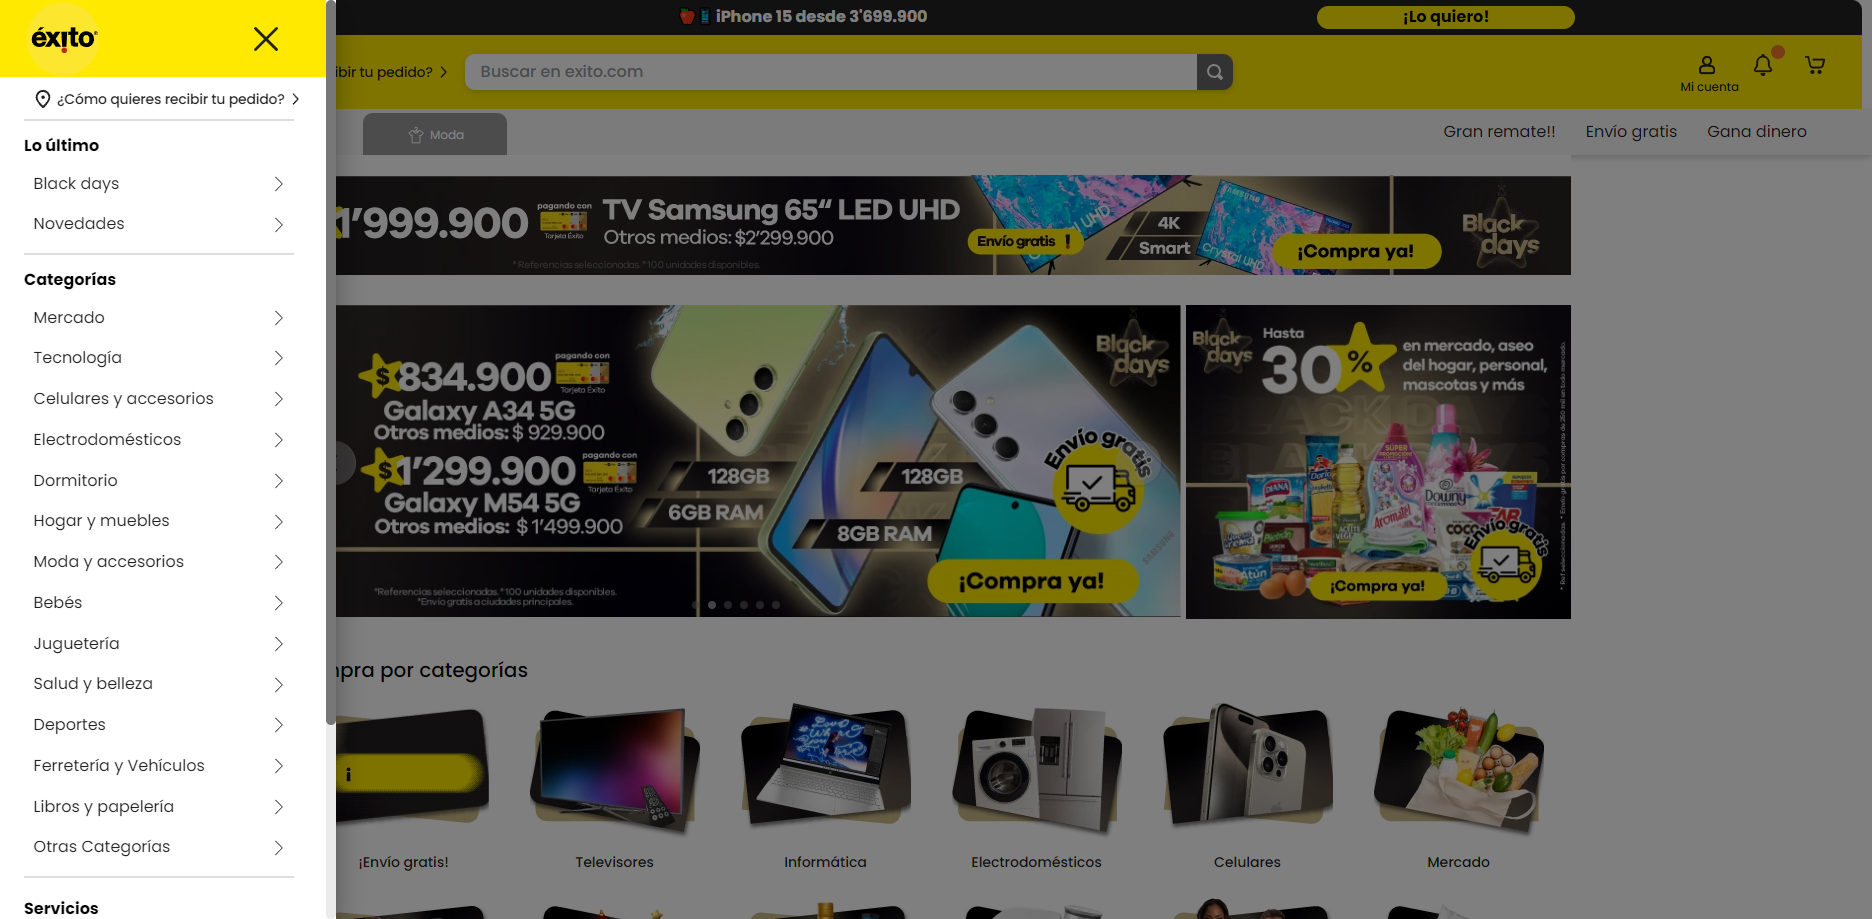 éxito
¿Cómo quieres recibir tu pedido?
Lo último
Black days
Novedades
Categorías
Mercado
Tecnología
Celulares y accesorios
Electrodomésticos
Dormitorio
Hogar y muebles
Moda y accesorios
Bebés
Juguetería
Salud y belleza
Deportes
Ferretería y Vehículos
Libros y papelería
Otras Categorías
Servicios
iPhone 15 desde 3'699.900
¡Lo quiero!
ibir tu pedido?
Buscar en exito.com
Mi cuenta
Moda
Gran remate!!
Envío gratis
Gana dinero
1'999.900
pagando con
Tarjeta Éxito
TV Samsung 65“ LED UHD
Otros medios: $2'299.900
*Referencias seleccionadas. *100 unidades disponibles.
Envío gratis !
4K
Smart
SAMSUNG
Crystal UHD
¡Compra ya!
Black days
$834.900
pagando con
Tarjeta Éxito
Galaxy A34 5G
Otros medios: $ 929.900
$1'299.900
pagando con
Tarjeta Éxito
Galaxy M54 5G
Otros medios: $ 1'499.900
128GB
6GB RAM
128GB
8GB RAM
Black days
Envío gratis
SAMSUNG
¡Compra ya!
*Referencias seleccionadas. *100 unidades disponibles.
*Envío gratis a ciudades principales.
Black days
Hasta
30 %
en mercado, aseo
del hogar, personal,
mascotas y más
DIANA
Doria
Aromatel
Downy
Atún
Envío gratis
¡Compra ya!
npra por categorías
¡
¡Envío gratis!
Televisores
Informática
Electrodomésticos
Celulares
Mercado